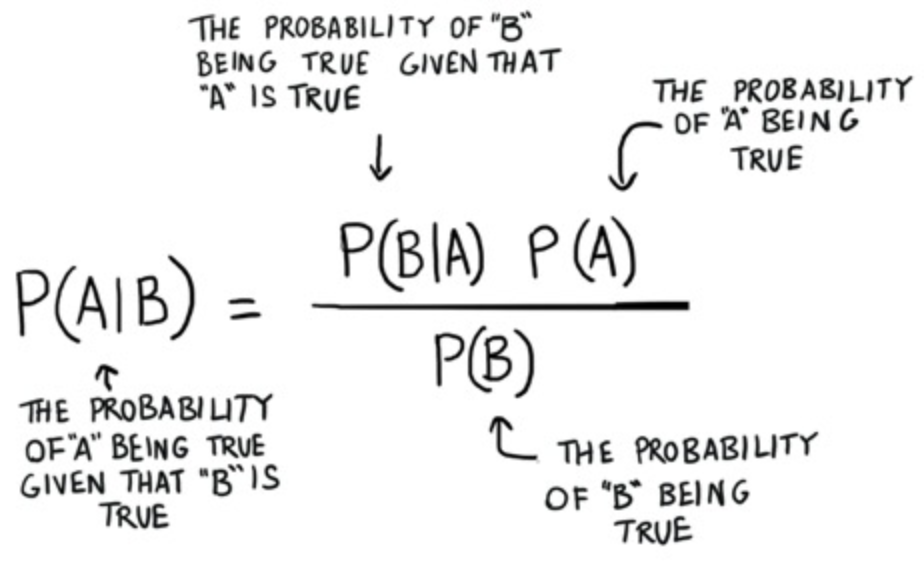 THE PROBABILITY OF "B"
BEING TRUE GIVEN THAT
"A" IS TRUE
THE PROBABILITY
OF "A" BEING
TRUE
P(B|A) P(A)
P(A|B) =
P(B)
THE PROBABILITY
OF "A" BEING TRUE
GIVEN THAT "B" IS
TRUE
THE PROBABILITY
OF "B" BEING
TRUE